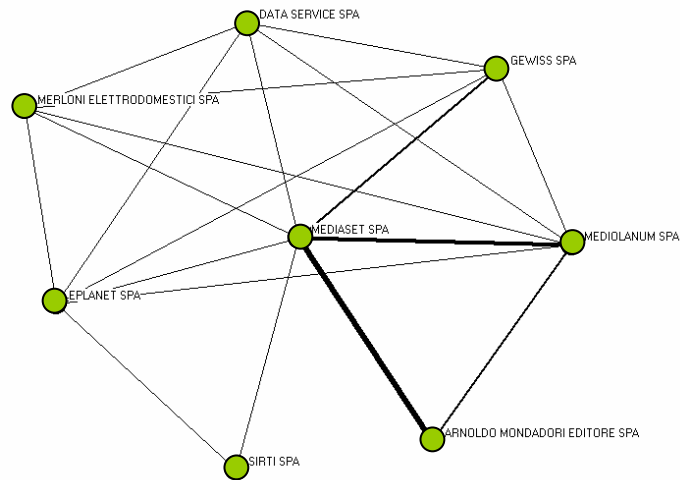 DATA SERVICE SPA
GEWISS SPA
MERLONI ELETTRODOMESTICI SPA
MEDIASET SPA
MEDIOLANUM SPA
EPLANET SPA
ARNOLDO MONDADORI EDITORE SPA
SIRTI SPA